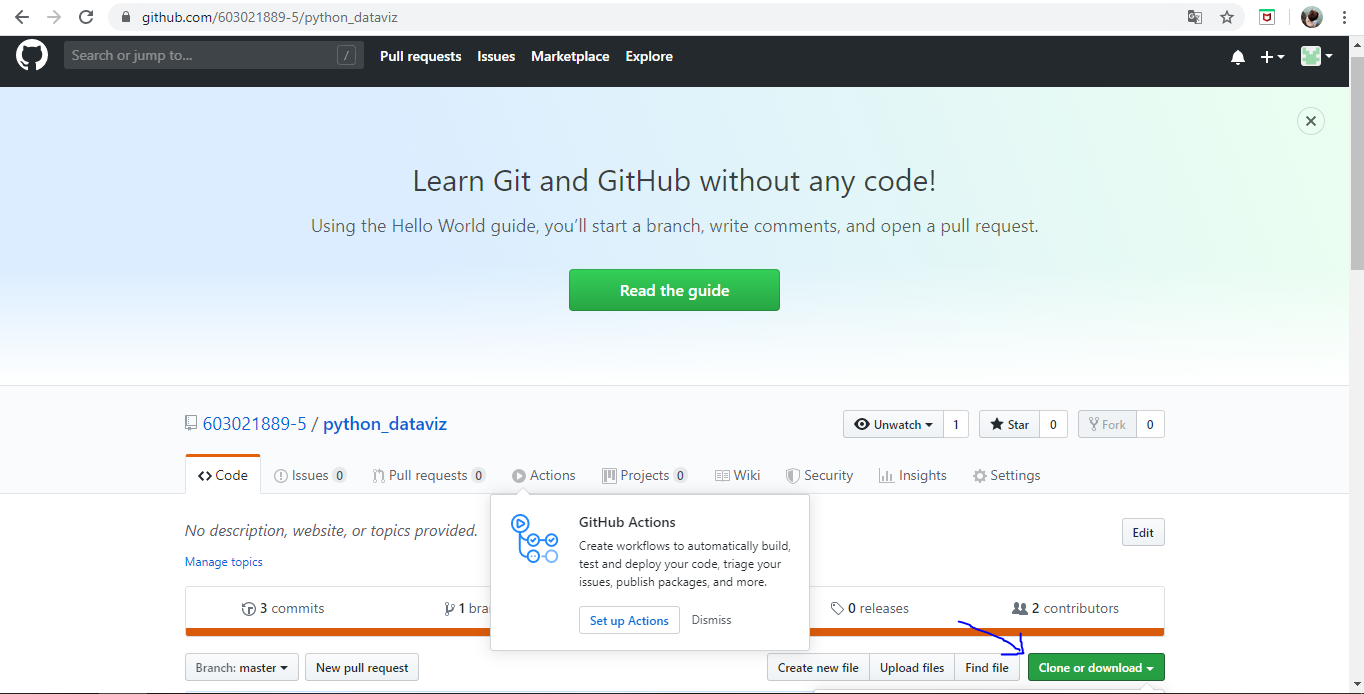 github.com/603021889-5/python_dataviz
Search or jump to... /
Pull requests Issues Marketplace Explore
Learn Git and GitHub without any code!
Using the Hello World guide, you’ll start a branch, write comments, and open a pull request.
Read the guide
603021889-5 / python_dataviz
Unwatch 1 Star 0 Fork 0
Code Issues 0 Pull requests 0 Actions Projects 0 Wiki Security Insights Settings
No description, website, or topics provided.
Edit
Manage topics
GitHub Actions
Create workflows to automatically build,
test and deploy your code, triage your
issues, publish packages, and more.
Set up Actions Dismiss
3 commits 1 bra 0 releases 2 contributors
Branch: master New pull request Create new file Upload files Find file Clone or download